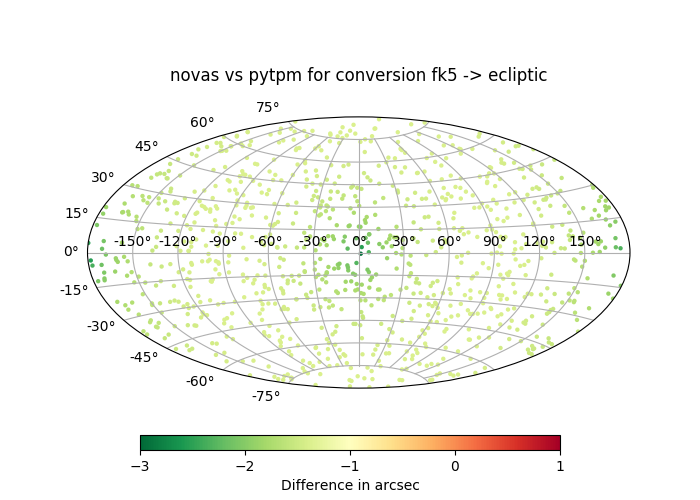 novas vs pytpm for conversion fk5 -> ecliptic
75°
60°
45°
30°
15°
0°
-150° -120° -90° -60° -30° 0° 30° 60° 90° 120° 150°
-15°
-30°
-45°
-60°
-75°
−3 −2 −1 0 1
Difference in arcsec